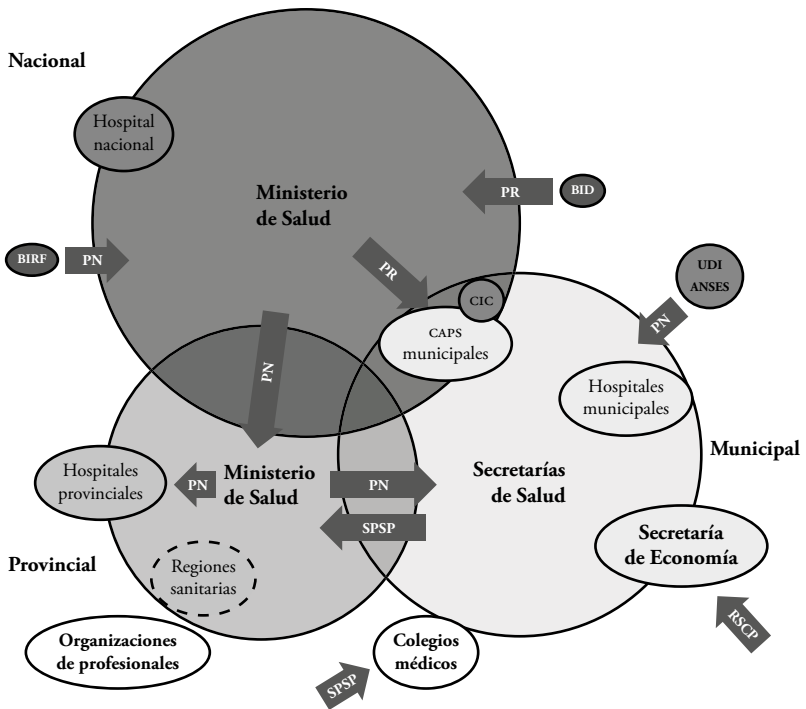 Nacional
Hospital
nacional
Ministerio
de Salud
PR
BID
BIRF
PN
PR
UDI
ANSES
CIC
PN
CAPS
municipales
PN
Hospitales
municipales
Municipal
Hospitales
provinciales
PN
Ministerio
de Salud
PN
Secretarías
de Salud
SPSP
Secretaría
de Economía
Provincial
Regiones
sanitarias
Organizaciones
de profesionales
Colegios
médicos
RSCP
SPSP